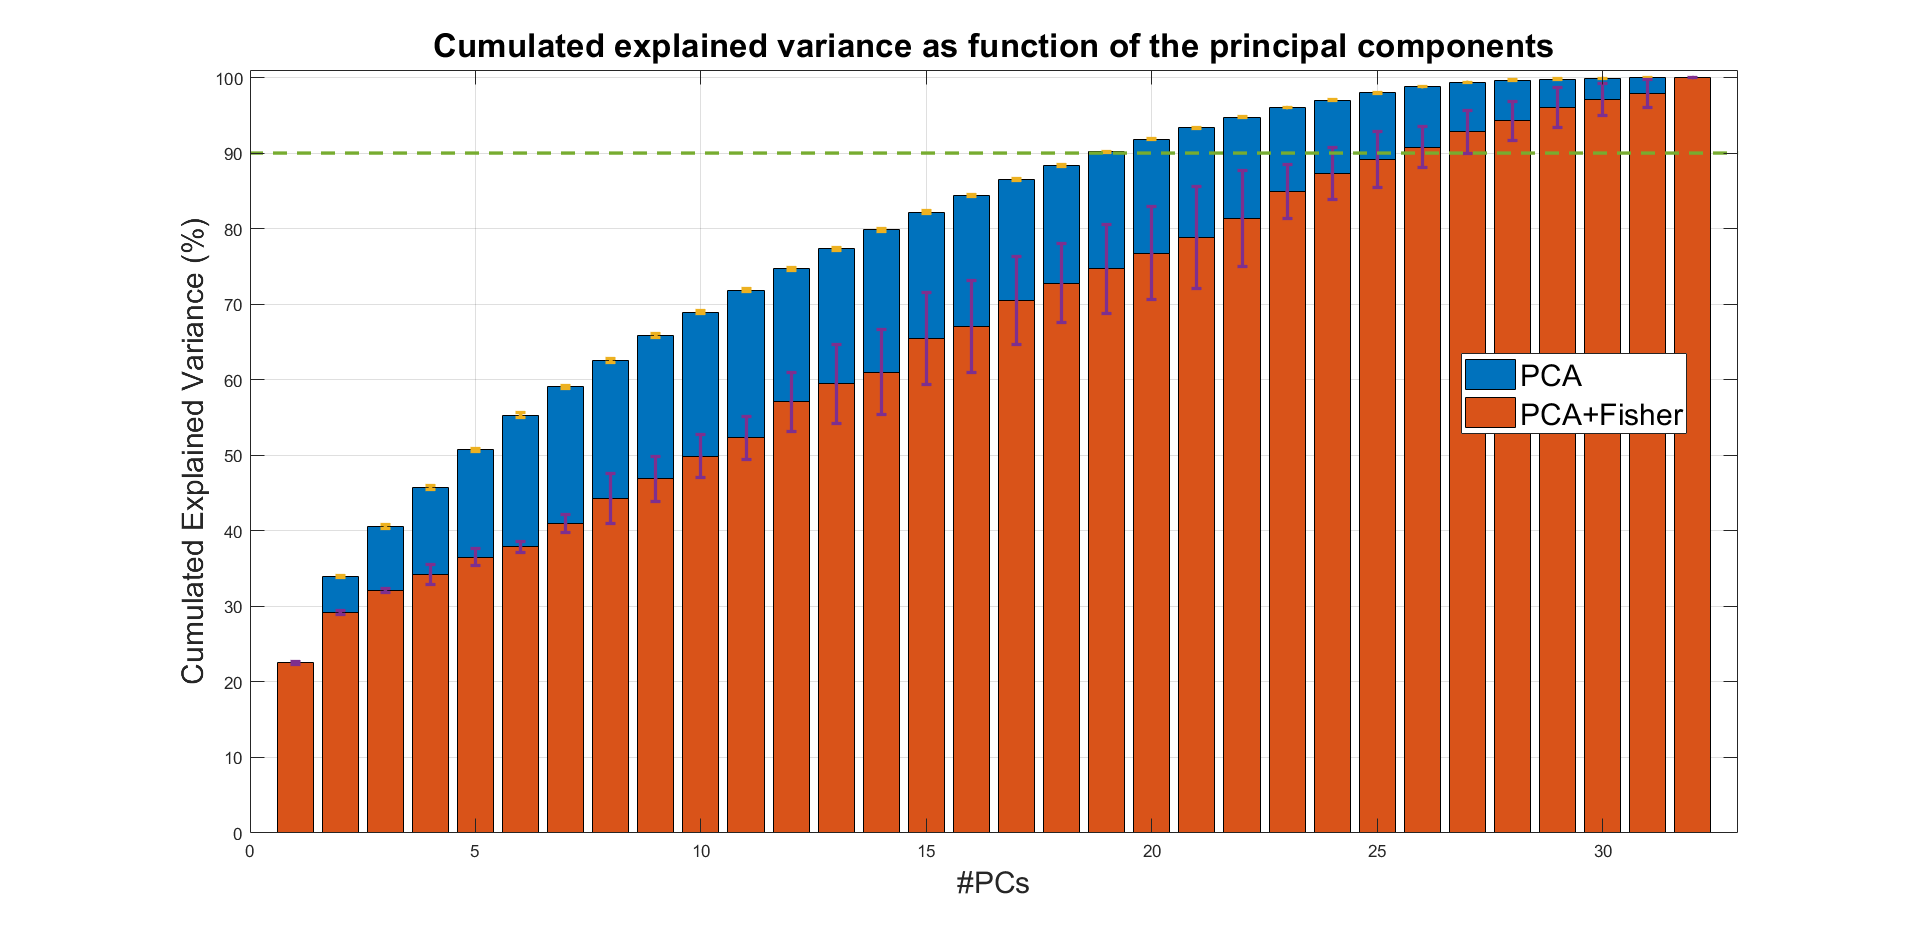 Cumulated explained variance as function of the principal components
Cumulated Explained Variance (%)
100
90
80
70
60
50
40
30
20
10
0
PCA
PCA+Fisher
0 5 10 15 20 25 30
#PCs